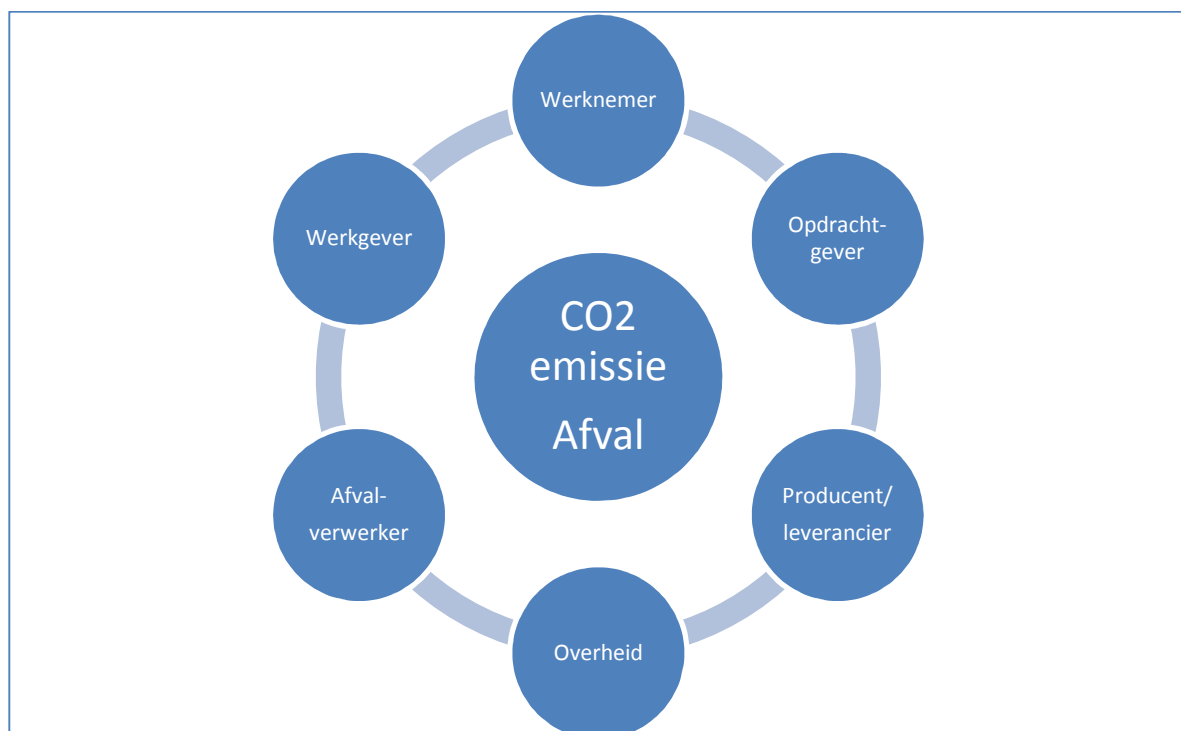 Werknemer
Opdracht-
gever
Producent/
leverancier
Overheid
Afval-
verwerker
Werkgever
CO2
emissie
Afval